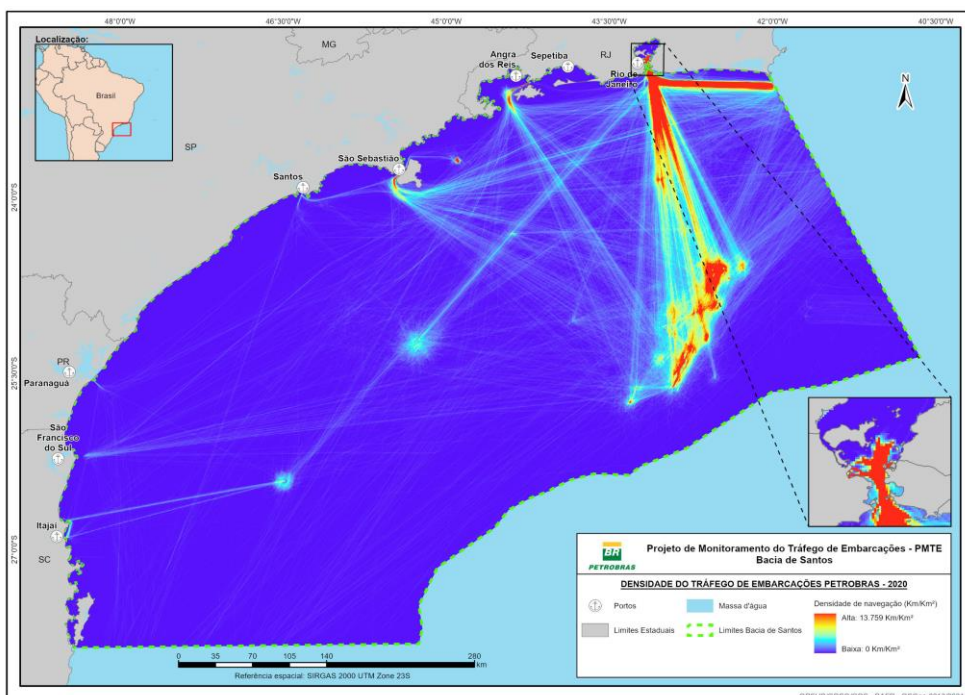 48°0'0"W
46°30'0"W
45°0'0"W
43°30'0"W
42°0'0"W
40°30'0"W
Localização:
Brasil
MG
Angra
dos Reis
Sepetiba
RJ
Rio de
Janeiro
N
SP
São Sebastião
Santos
24°0'0"S
25°30'0"S
27°0'0"S
PR
Paranaguá
São
Francisco
do Sul
Itajaí
SC
BR
PETROBRAS
Projeto de Monitoramento do Tráfego de Embarcações - PMTE
Bacia de Santos
DENSIDADE DO TRÁFEGO DE EMBARCAÇÕES PETROBRAS - 2020
Portos
Massa d'água
Densidade de navegação (Km/Km²)
Limites Estaduais
Limites Bacia de Santos
Alta: 13.759 Km/Km²
Baixa: 0 Km/Km²
0 35 70 105 140 210 280
km
Referência espacial: SIRGAS 2000 UTM Zone 23S